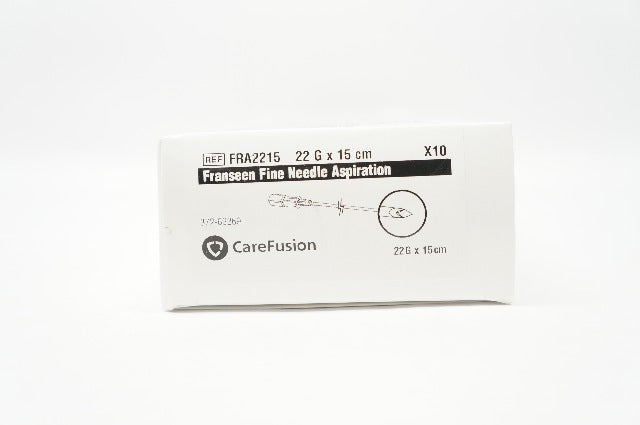 REF FRA2215 22 G x 15 cm X10
Franseen Fine Needle Aspiration
CareFusion
22G x 15cm